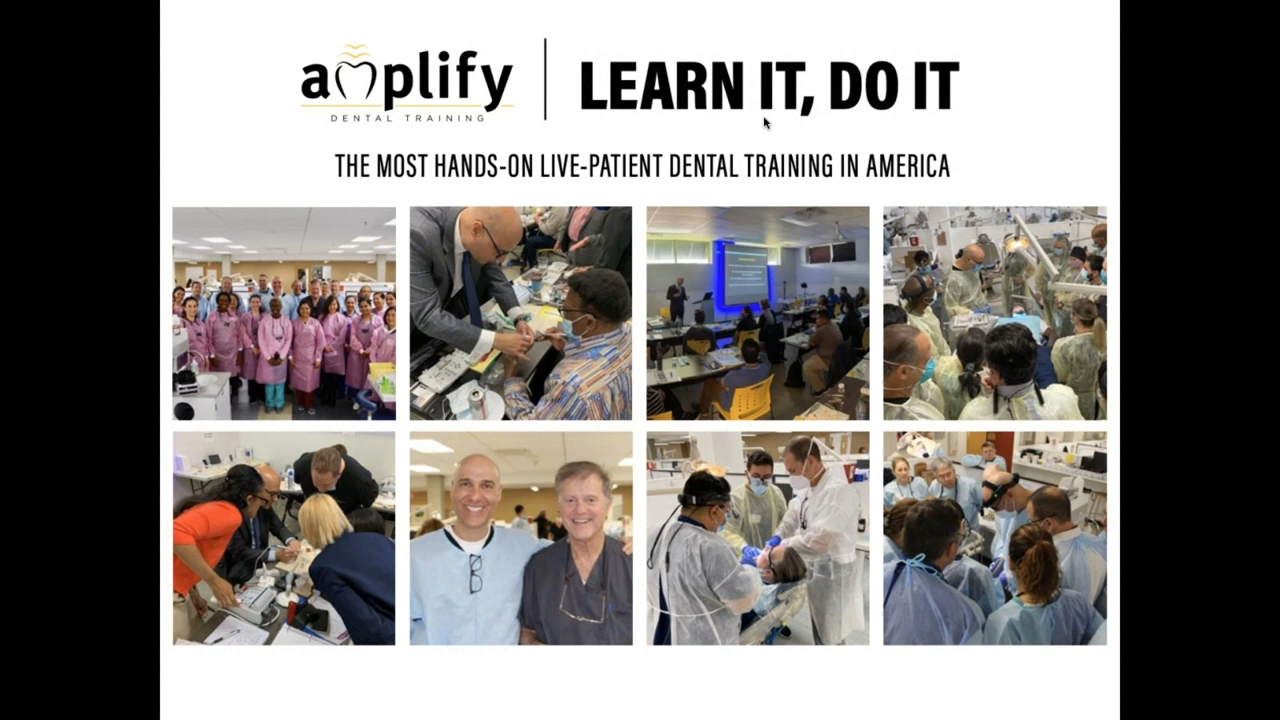 amplify
DENTAL TRAINING
LEARN IT, DO IT
THE MOST HANDS-ON LIVE-PATIENT DENTAL TRAINING IN AMERICA